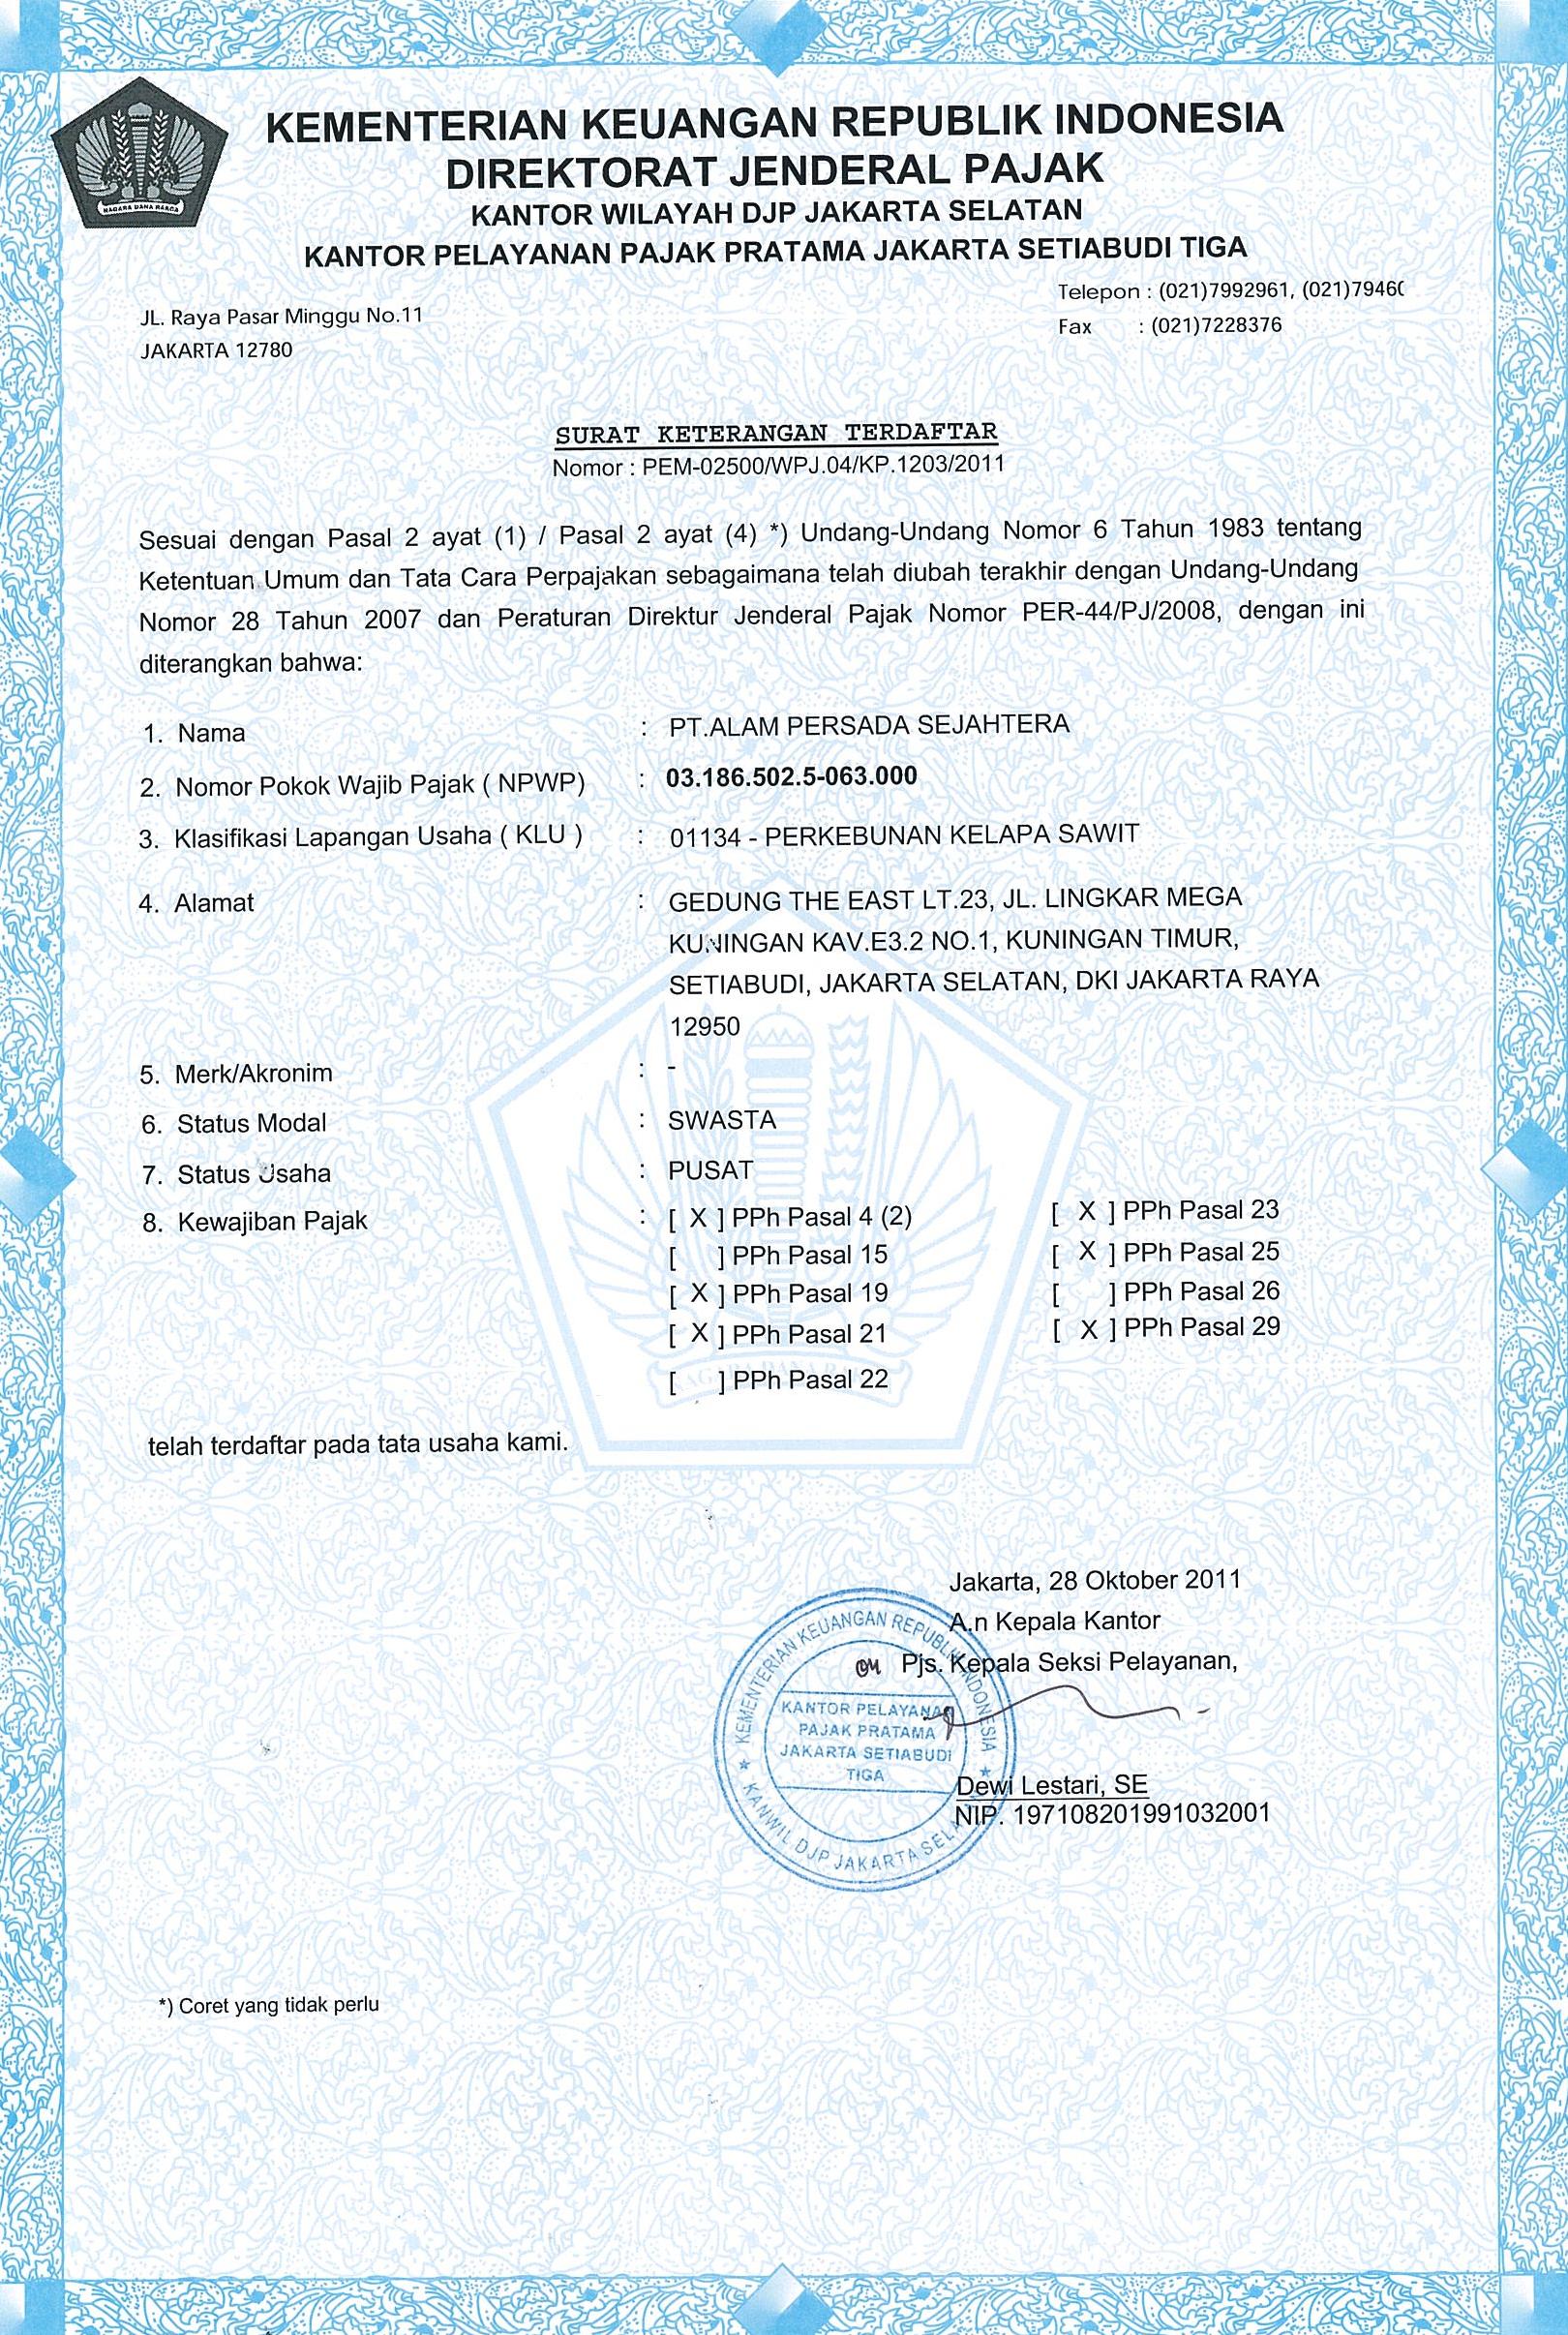 KEMENTERIAN KEUANGAN REPUBLIK INDONESIA
DIREKTORAT JENDERAL PAJAK
KANTOR WILAYAH DJP JAKARTA SELATAN
KANTOR PELAYANAN PAJAK PRATAMA JAKARTA SETIABUDI TIGA
NAGARA DANA RAKCA
JL. Raya Pasar Minggu No.11
JAKARTA 12780
Telepon : (021)7992961, (021)7946
Fax : (021)7228376
SURAT KETERANGAN TERDAFTAR
Nomor : PEM-02500/WPJ.04/KP.1203/2011
Sesuai dengan Pasal 2 ayat (1) / Pasal 2 ayat (4) *) Undang-Undang Nomor 6 Tahun 1983 tentang
Ketentuan Umum dan Tata Cara Perpajakan sebagaimana telah diubah terakhir dengan Undang-Undang
Nomor 28 Tahun 2007 dan Peraturan Direktur Jenderal Pajak Nomor PER-44/PJ/2008, dengan ini
diterangkan bahwa:
1. Nama : PT.ALAM PERSADA SEJAHTERA
2. Nomor Pokok Wajib Pajak ( NPWP) : 03.186.502.5-063.000
3. Klasifikasi Lapangan Usaha ( KLU ) : 01134 - PERKEBUNAN KELAPA SAWIT
4. Alamat : GEDUNG THE EAST LT.23, JL. LINGKAR MEGA
KUNINGAN KAV.E3.2 NO.1, KUNINGAN TIMUR,
SETIABUDI, JAKARTA SELATAN, DKI JAKARTA RAYA
12950
5. Merk/Akronim : -
6. Status Modal : SWASTA
7. Status Usaha : PUSAT
8. Kewajiban Pajak : [ X ] PPh Pasal 4 (2) [ X ] PPh Pasal 23
[ ] PPh Pasal 15 [ X ] PPh Pasal 25
[ X ] PPh Pasal 19 [ ] PPh Pasal 26
[ X ] PPh Pasal 21 [ X ] PPh Pasal 29
[ ] PPh Pasal 22
telah terdaftar pada tata usaha kami.
Jakarta, 28 Oktober 2011
A.n Kepala Kantor
Pjs. Kepala Seksi Pelayanan,
KEMENTERIAN KEUANGAN REPUBLIK INDONESIA
KANTOR PELAYANAN
PAJAK PRATAMA
JAKARTA SETIABUDI
TIGA
KANWIL DJP JAKARTA SELA
Dewi Lestari, SE
NIP. 197108201991032001
*) Coret yang tidak perlu